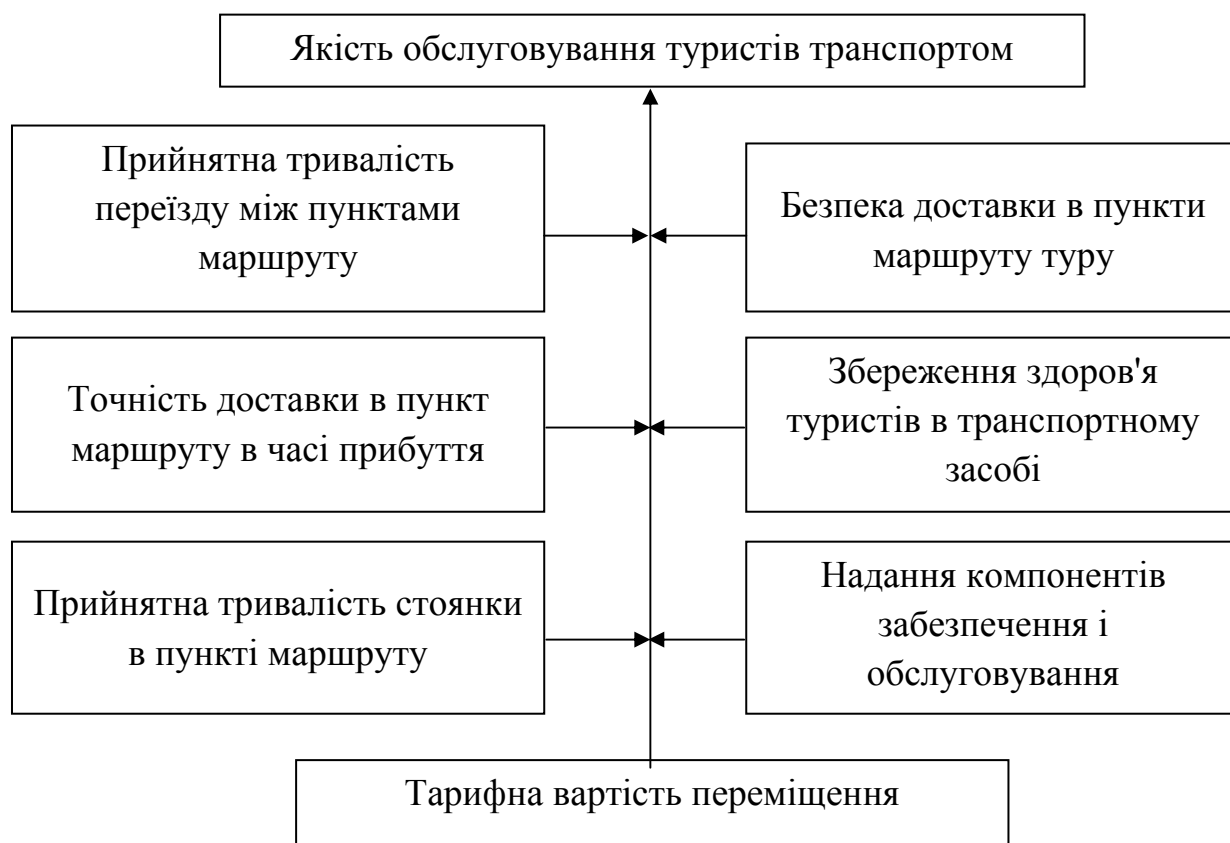 Якість обслуговування туристів транспортом
Прийнятна тривалість
переїзду між пунктами
маршруту
Безпека доставки в пункти
маршруту туру
Точність доставки в пункт
маршруту в часі прибуття
Збереження здоров'я
туристів в транспортному
засобі
Прийнятна тривалість стоянки
в пункті маршруту
Надання компонентів
забезпечення і
обслуговування
Тарифна вартість переміщення